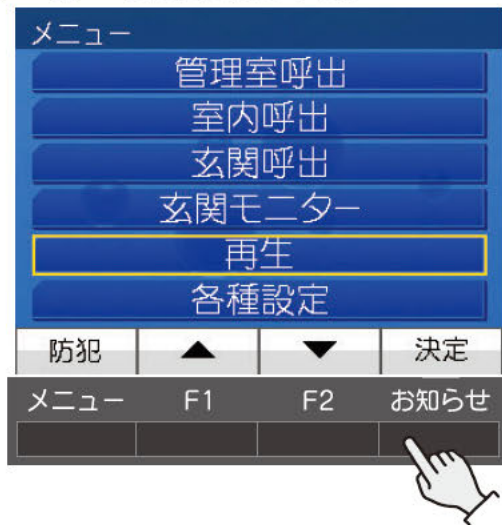 メニュー
管理室呼出
室内呼出
玄関呼出
玄関モニター
再生
各種設定
防犯 ▲ ▼ 決定
メニュー F1 F2 お知らせ